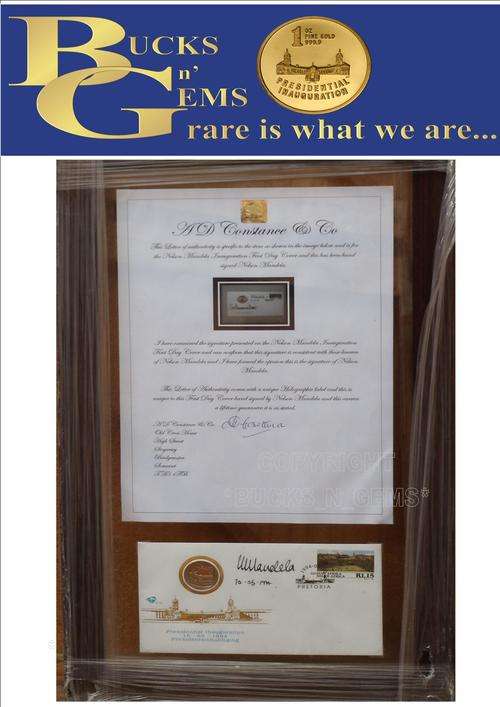 BUCKS
n'
GEMS
rare is what we are...
1 OZ
FINE GOLD
999.9
PRESIDENTIAL
INAUGURATION
A D Constance & Co
This Letter of authenticity is specific to the item as shown in the image below and is for
the Nelson Mandela Inauguration First Day Cover and this has been hand
signed Nelson Mandela.
I have examined the signature presented on the Nelson Mandela Inauguration
First Day Cover and can confirm that this signature is consistent with those known
of Nelson Mandela and I have formed the opinion this is the signature of Nelson
Mandela.
The Letter of Authenticity comes with a unique Holographic label and this is
unique to this First Day Cover hand signed by Nelson Mandela and this carries
a lifetime guarantee it is as stated.
A D Constance & Co
Old Cross House
High Street
Stogursey
Bridgwater
Somerset
COPYRIGHT
*BUCKS N' GEMS*
NMandela
10.05.1994
R1,15
PRETORIA
Presidential Inauguration
10.05.1994